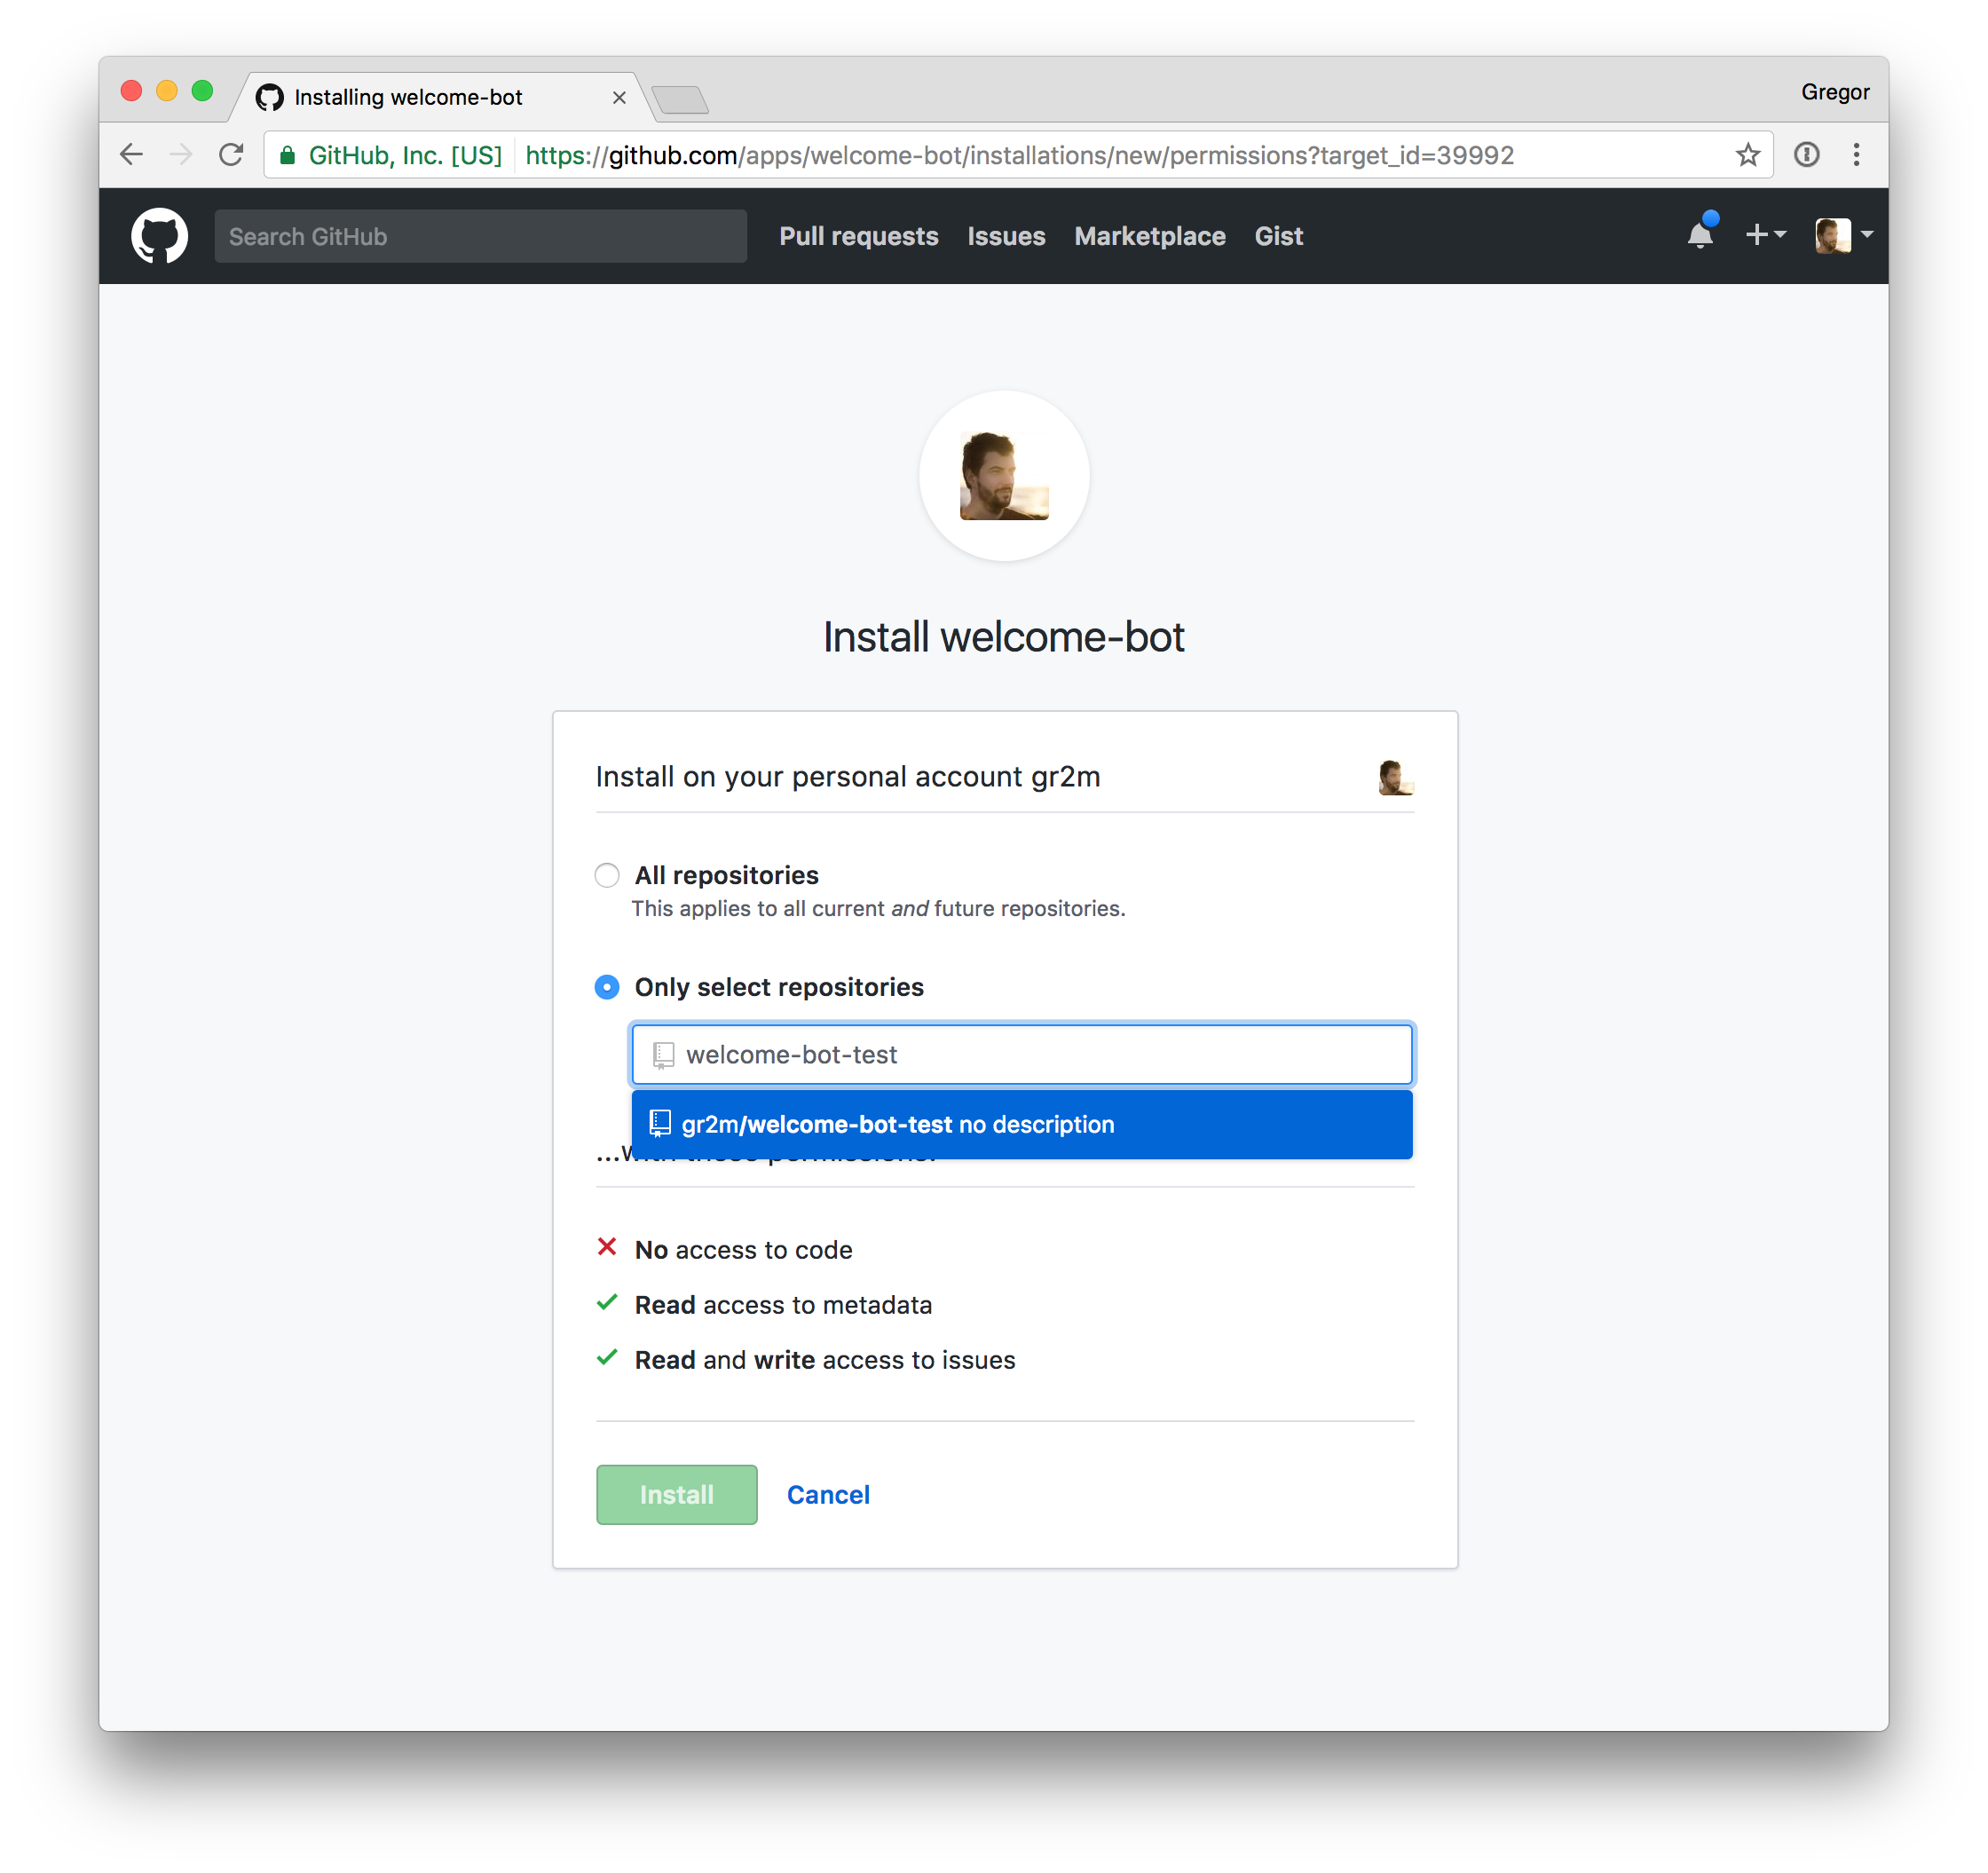 Installing welcome-bot
Gregor
GitHub, Inc. [US] https://github.com/apps/welcome-bot/installations/new/permissions?target_id=39992
Search GitHub Pull requests Issues Marketplace Gist
Install welcome-bot
Install on your personal account gr2m
All repositories
This applies to all current and future repositories.
Only select repositories
welcome-bot-test
gr2m/welcome-bot-test no description
...with these permissions:
No access to code
Read access to metadata
Read and write access to issues
Install Cancel